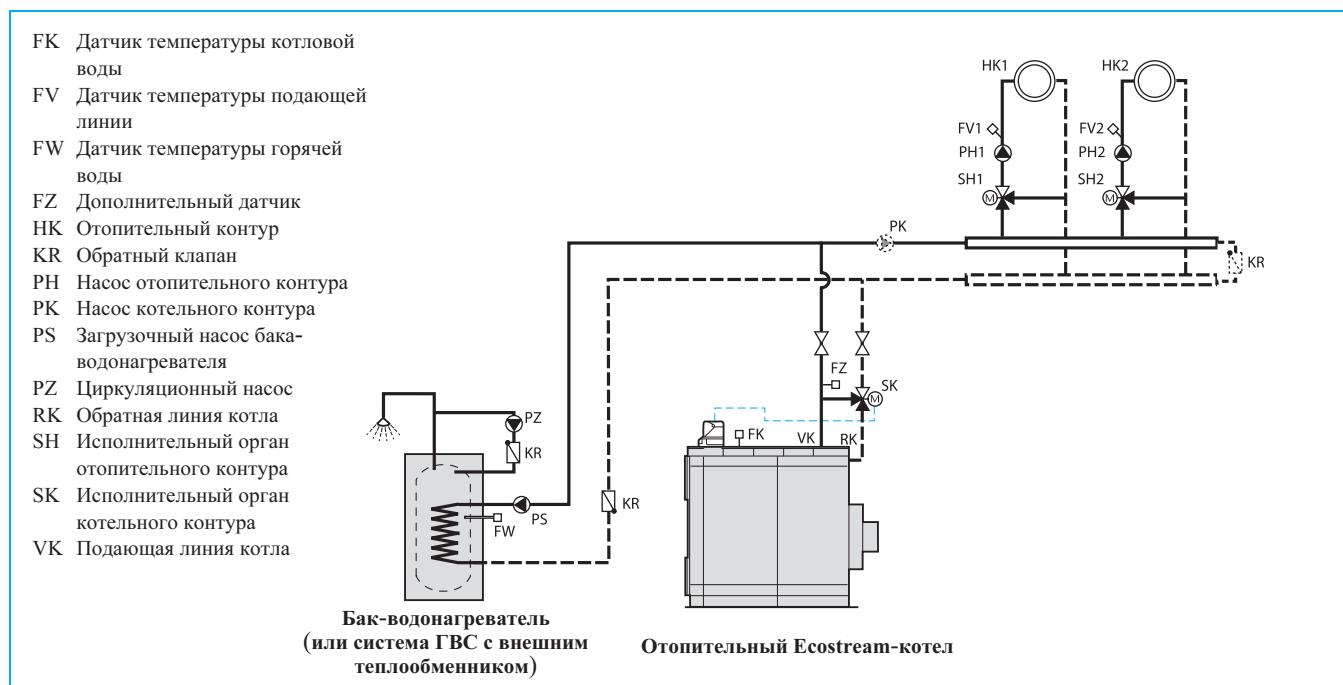 FK Датчик температуры котловой
воды
FV Датчик температуры подающей
линии
FW Датчик температуры горячей
воды
FZ Дополнительный датчик
HK Отопительный контур
KR Обратный клапан
PH Насос отопительного контура
PK Насос котельного контура
PS Загрузочный насос бака-
водонагревателя
PZ Циркуляционный насос
RK Обратная линия котла
SH Исполнительный орган
отопительного контура
SK Исполнительный орган
котельного контура
VK Подающая линия котла
HK1
HK2
FV1
FV2
PH1
PH2
SH1
SH2
M
M
PK
KR
FZ
SK
M
PZ
FK
VK
RK
KR
KR
PS
FW
Бак-водонагреватель
(или система ГВС с внешним
теплообменником)
Отопительный Ecostream-котел